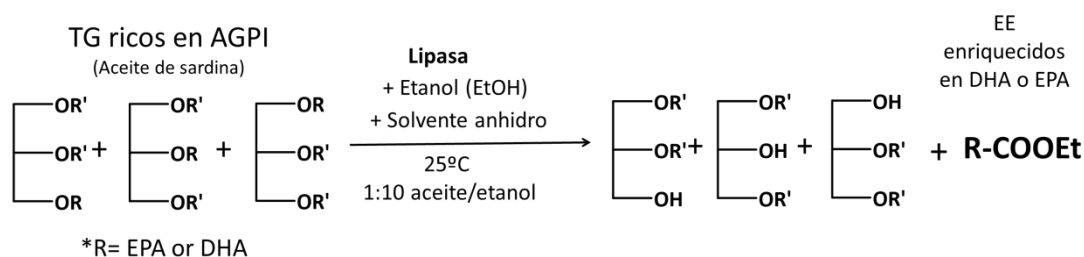 TG ricos en AGPI
(Aceite de sardina)
Lipasa
+ Etanol (EtOH)
+ Solvente anhidro
25ºC
1:10 aceite/etanol
EE
enriquecidos
en DHA o EPA
OR' OR' OR OR' OH
OR' + OR + OR' OR' + OH + OR' + R-COOEt
OR OR' OR' OH OR' OR'
*R= EPA or DHA